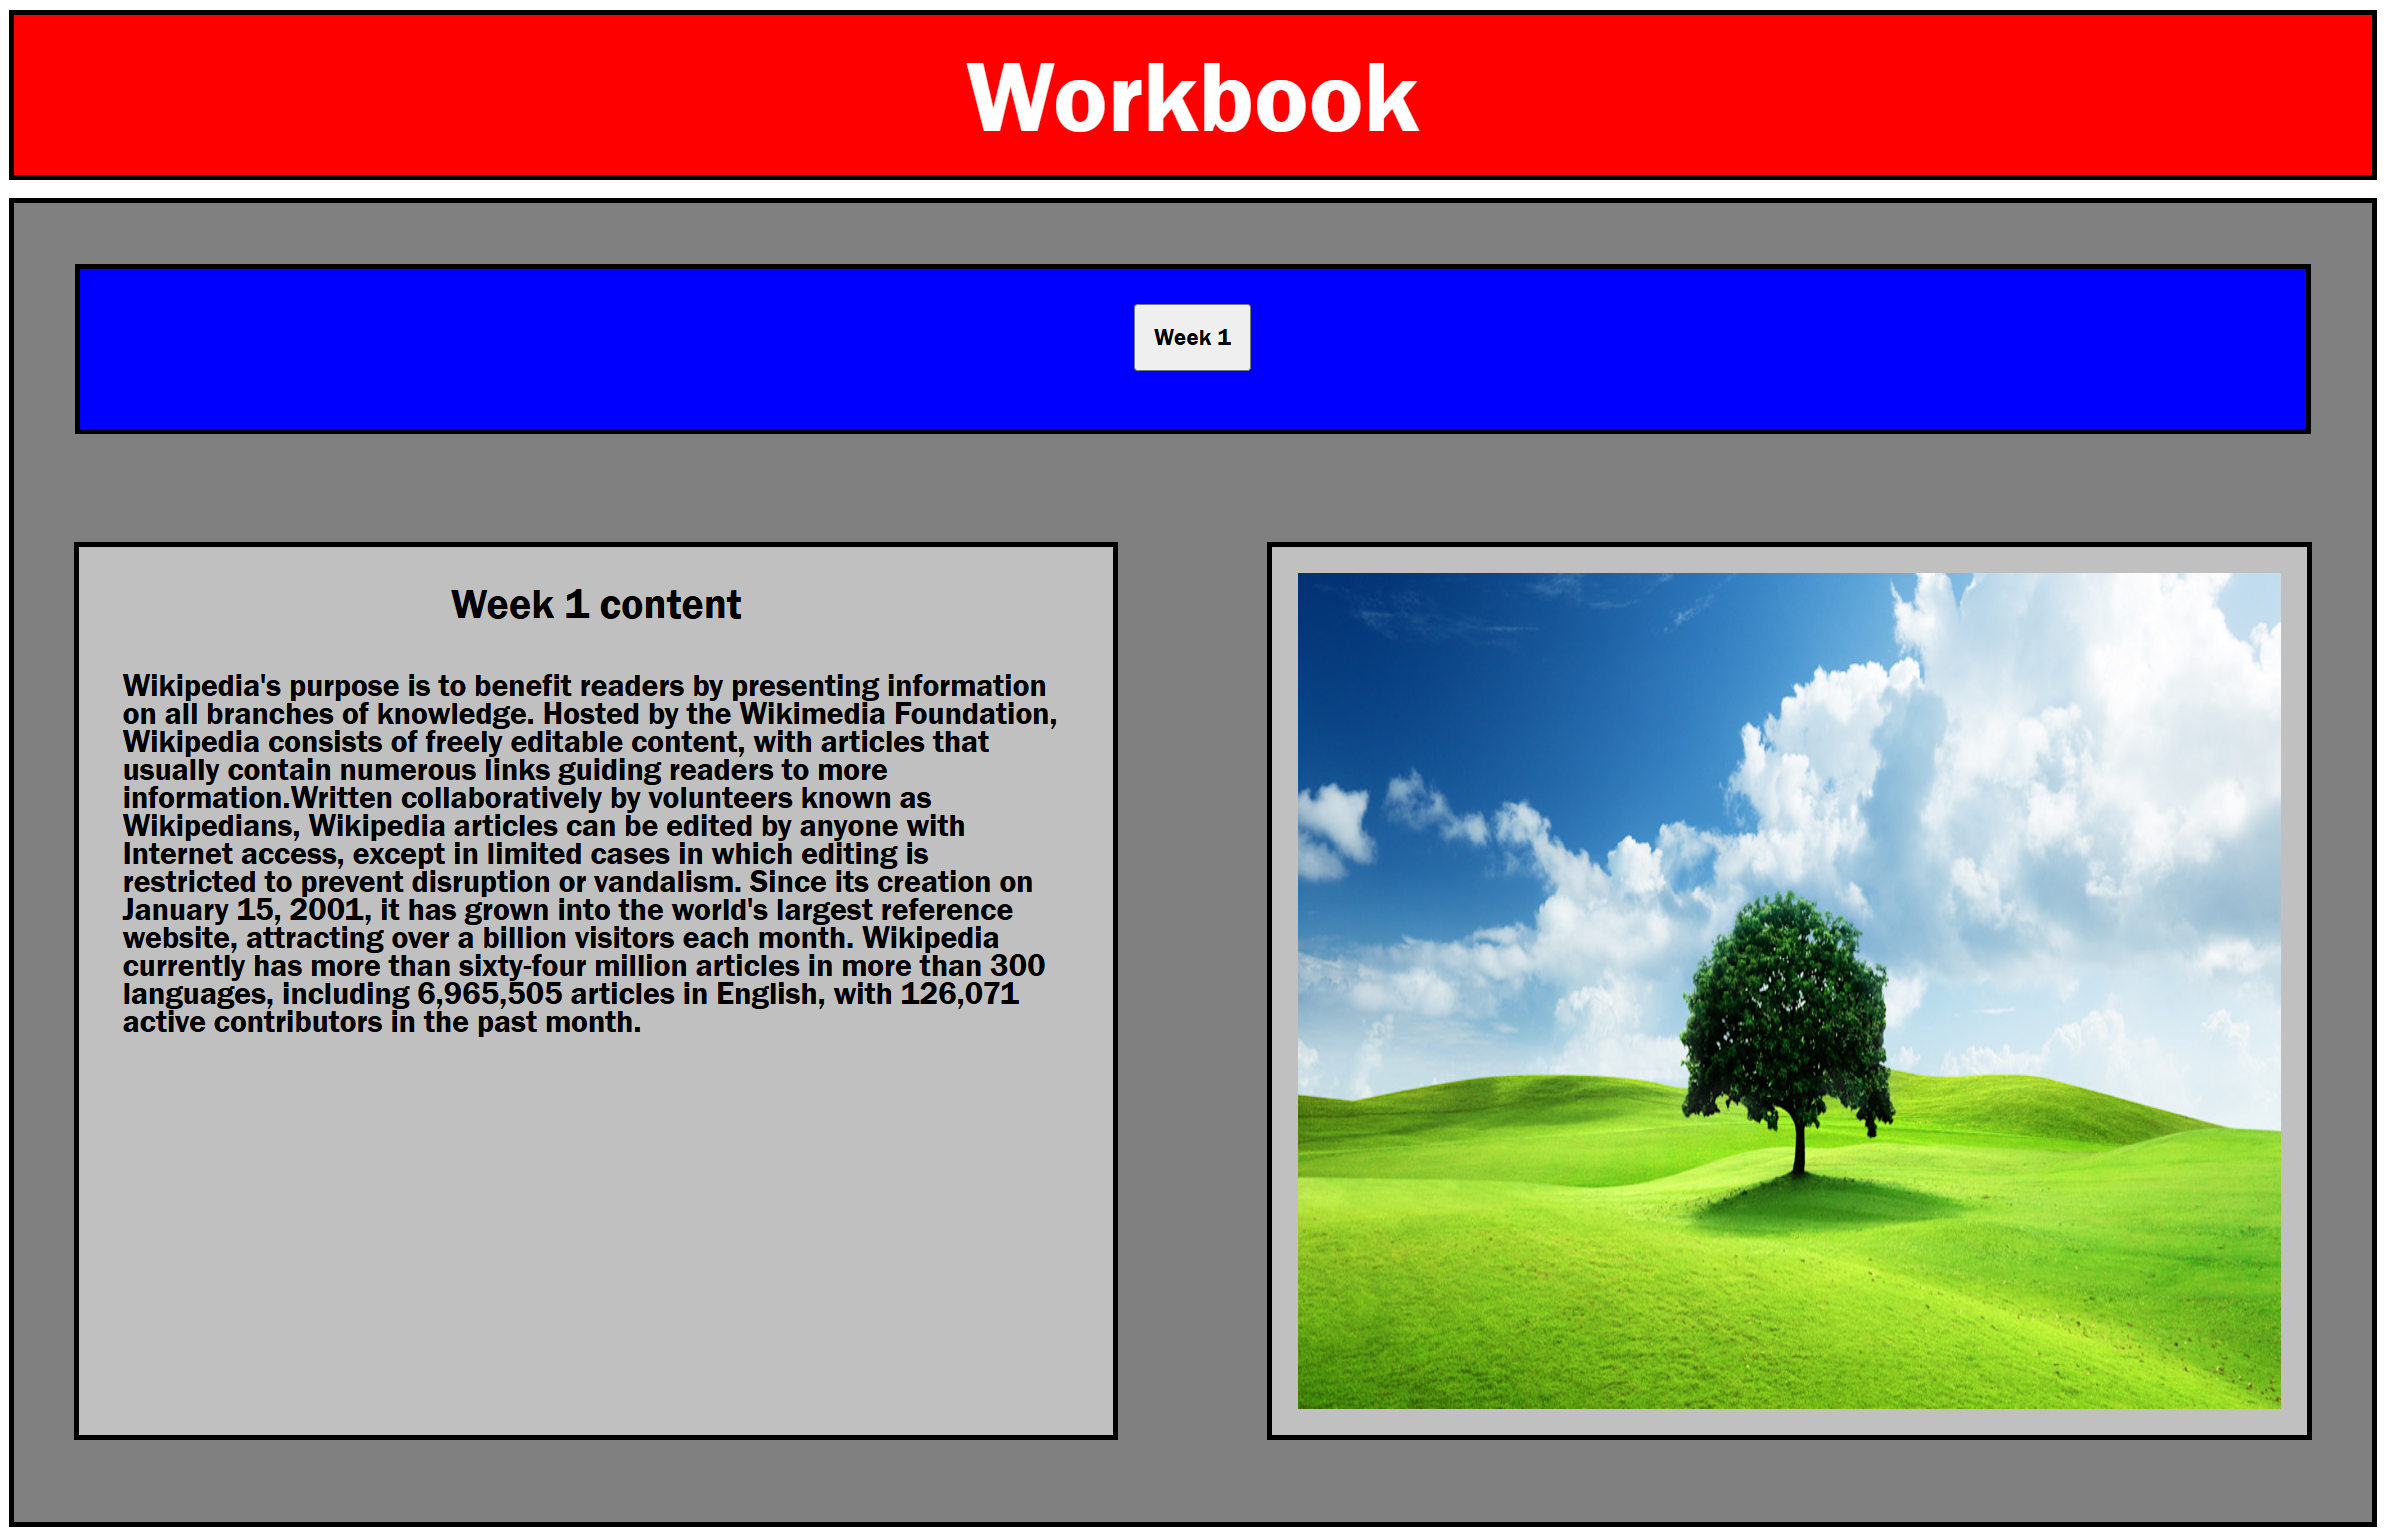 Workbook
Week 1
Week 1 content
Wikipedia's purpose is to benefit readers by presenting information
on all branches of knowledge. Hosted by the Wikimedia Foundation,
Wikipedia consists of freely editable content, with articles that
usually contain numerous links guiding readers to more
information.Written collaboratively by volunteers known as
Wikipedians, Wikipedia articles can be edited by anyone with
Internet access, except in limited cases in which editing is
restricted to prevent disruption or vandalism. Since its creation on
January 15, 2001, it has grown into the world's largest reference
website, attracting over a billion visitors each month. Wikipedia
currently has more than sixty-four million articles in more than 300
languages, including 6,965,505 articles in English, with 126,071
active contributors in the past month.